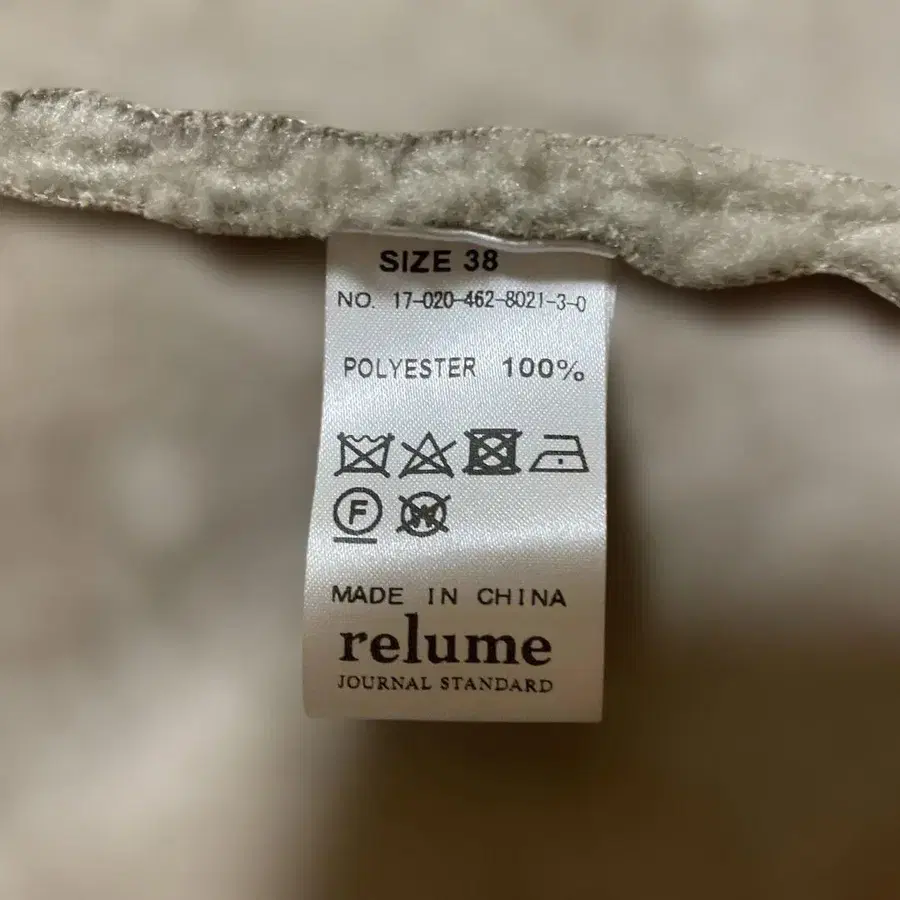 SIZE 38
NO. 17-020-462-8021-3-0
POLYESTER 100%
F W
MADE IN CHINA
relume
JOURNAL STANDARD